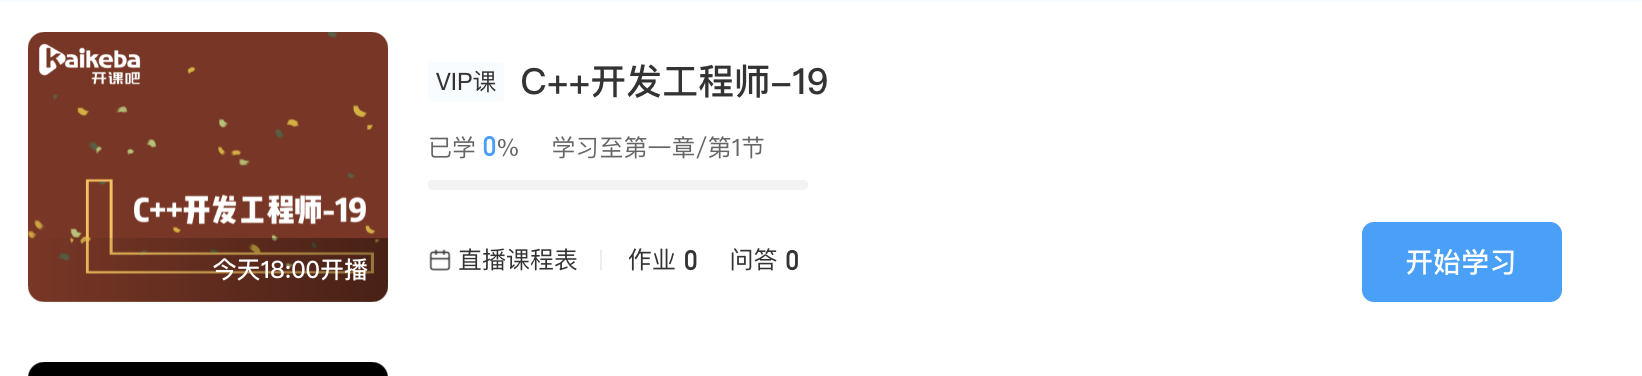 kaikeba
开课吧
C++开发工程师-19
今天18:00开播
VIP课 C++开发工程师-19
已学 0% 学习至第一章/第1节
直播课程表 作业 0 问答 0
开始学习